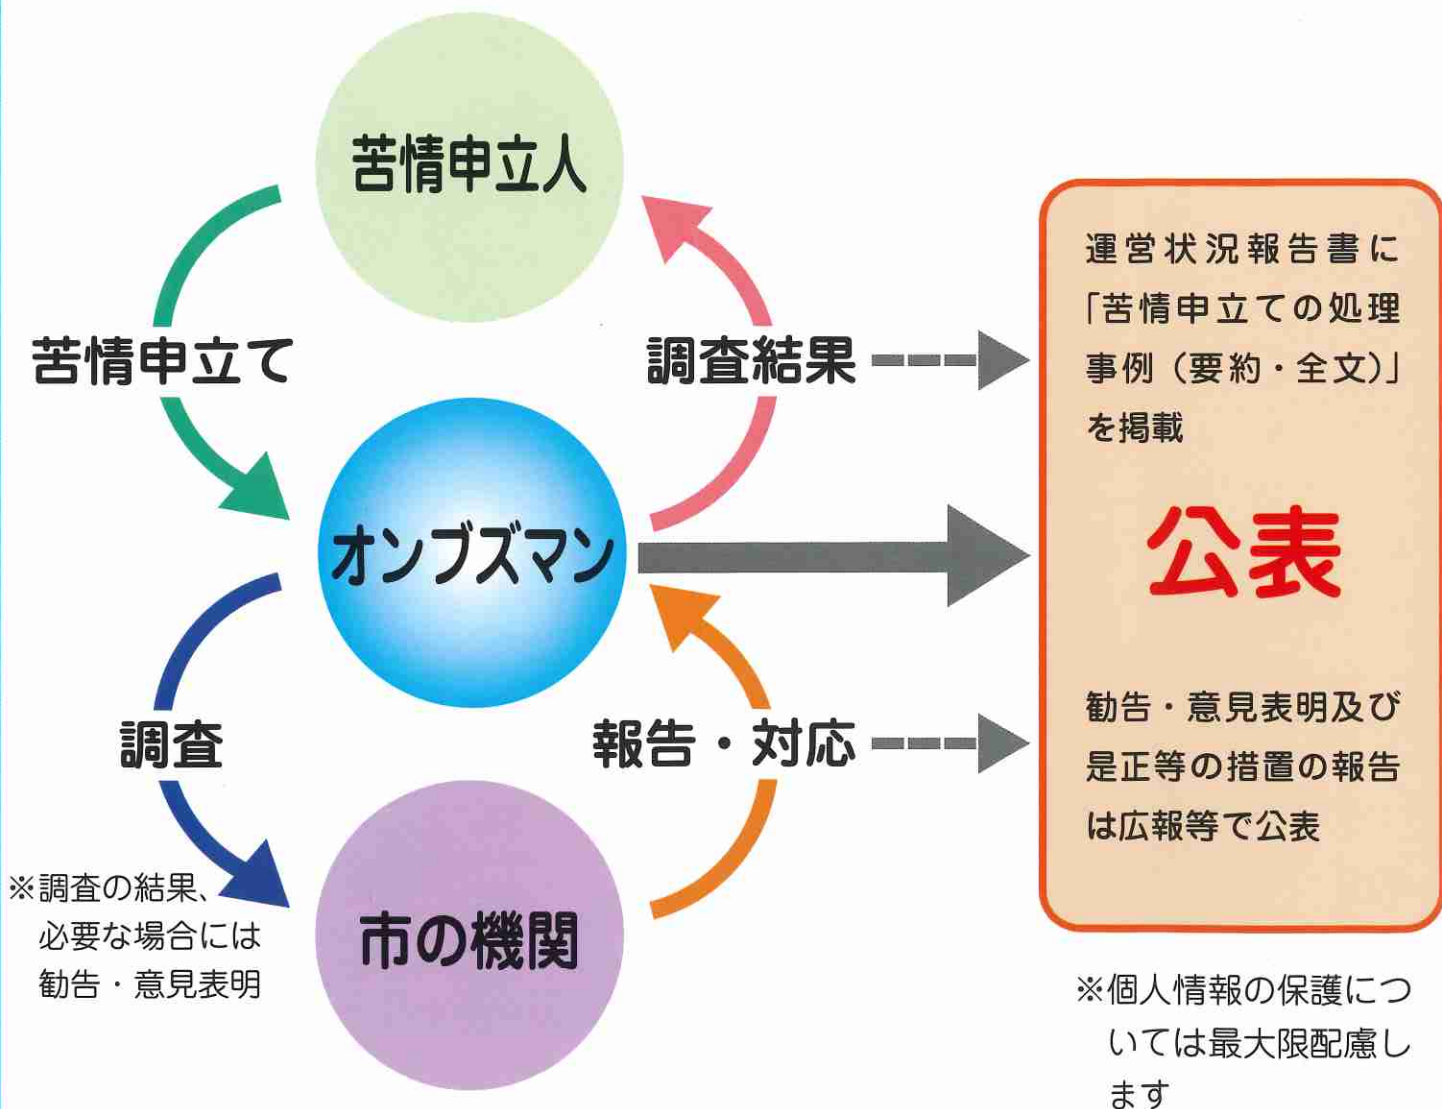 苦情申立人
苦情申立て
調査結果
オンブズマン
調査
報告・対応
市の機関
※調査の結果、
必要な場合には
勧告・意見表明
運営状況報告書に
「苦情申立ての処理
事例（要約・全文）」
を掲載
公表
勧告・意見表明及び
是正等の措置の報告
は広報等で公表
※個人情報の保護につ
いては最大限配慮し
ます